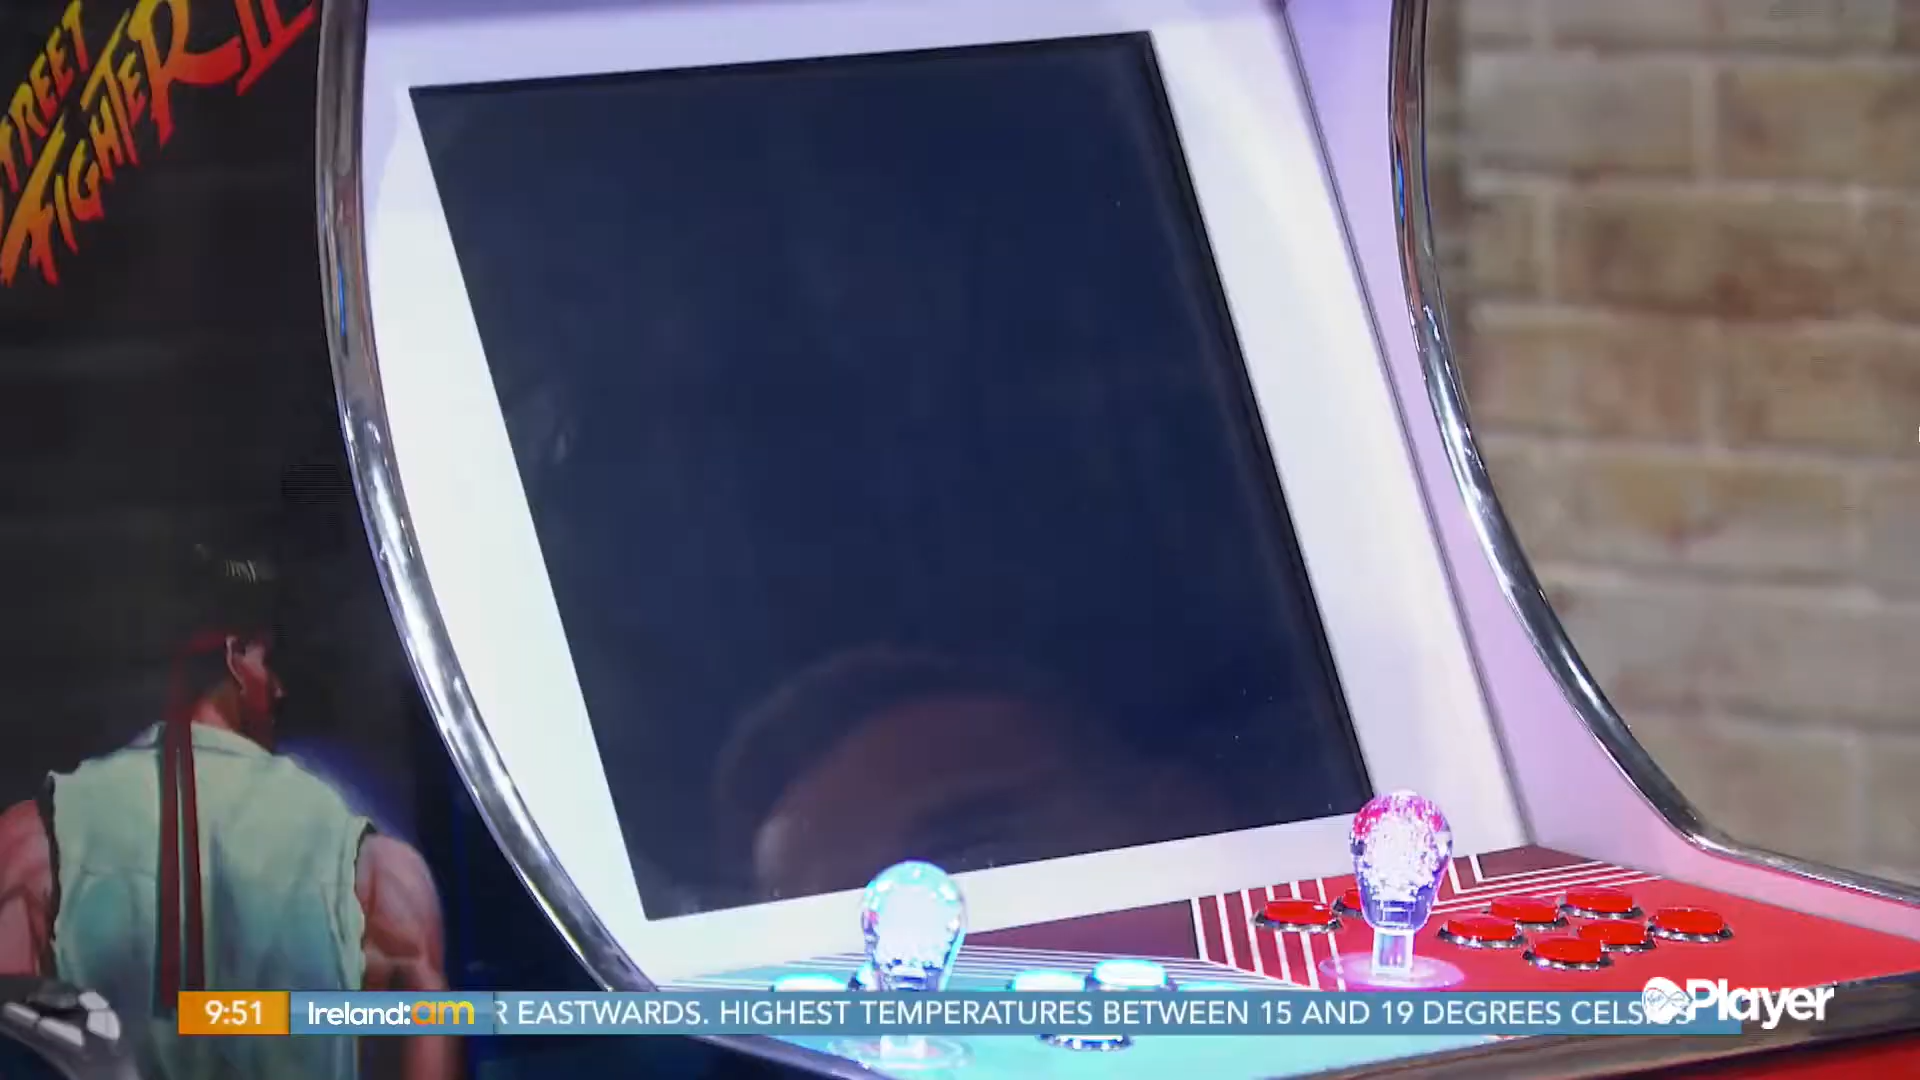 STREET
FIGHTER II
9:51 Ireland:am R EASTWARDS. HIGHEST TEMPERATURES BETWEEN 15 AND 19 DEGREES CELSIUS
Player